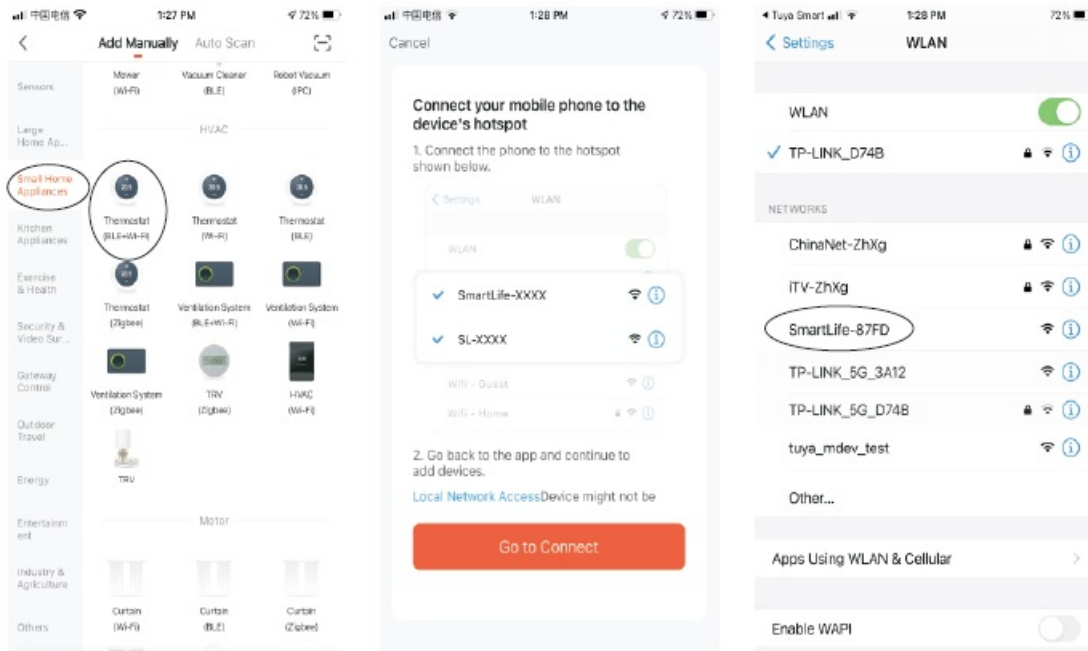 中国电信 1:27 PM 72%
Add Manually Auto Scan
Sensors
Large
Home Ap...
Small Home
Appliances
Kitchen
Appliances
Exercise
& Health
Security &
Video Sur...
Gateway
Control
Outdoor
Travel
Energy
Entertainm
ent
Industry &
Agriculture
Others
Mower
(Wi-Fi)
Vacuum Cleaner
(BLE)
Robot Vacuum
(IPC)
HVAC
Thermostat
(BLE+Wi-Fi)
Thermostat
(Wi-Fi)
Thermostat
(BLE)
Thermostat
(Zigbee)
Ventilation System
(BLE+Wi-Fi)
Ventilation System
(Wi-Fi)
Ventilation System
(Zigbee)
TRV
(Zigbee)
HVAC
(Wi-Fi)
TRV
Motor
Curtain
(Wi-Fi)
Curtain
(BLE)
Curtain
(Zigbee)
中国电信 1:28 PM 72%
Cancel
Connect your mobile phone to the
device's hotspot
1. Connect the phone to the hotspot
shown below.
Settings WLAN
WLAN
SmartLife-XXXX
SL-XXXX
Wifi - Guest
Wifi - Home
2. Go back to the app and continue to
add devices.
Local Network AccessDevice might not be
Go to Connect
Tuya Smart 1:28 PM 72%
Settings WLAN
WLAN
TP-LINK_D74B
NETWORKS
ChinaNet-ZhXg
iTV-ZhXg
SmartLife-87FD
TP-LINK_5G_3A12
TP-LINK_5G_D74B
tuya_mdev_test
Other...
Apps Using WLAN & Cellular
Enable WAPI